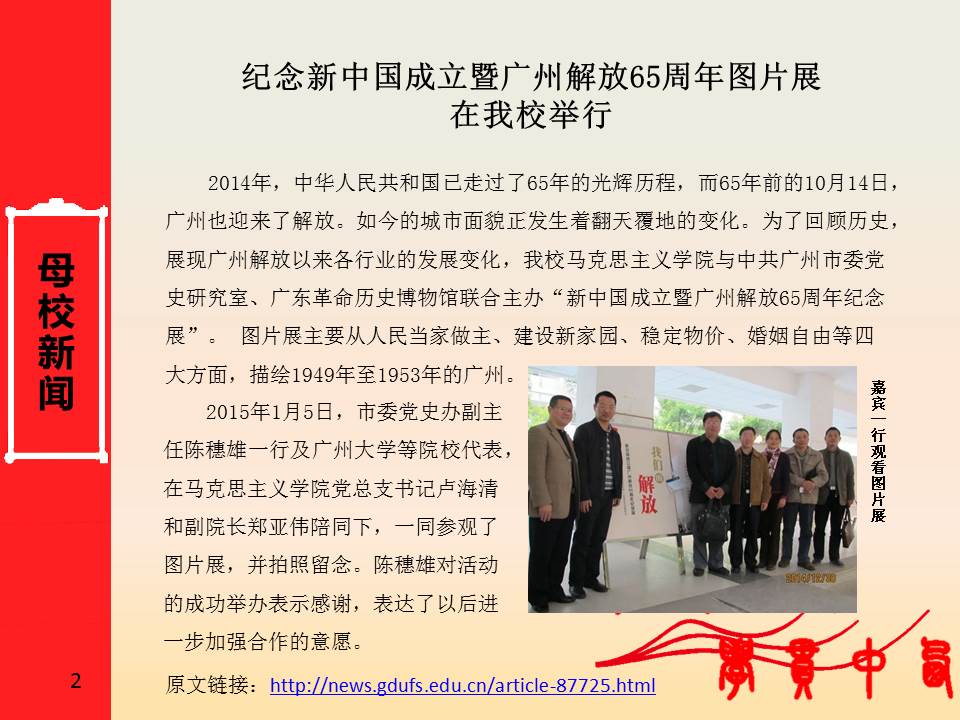 纪念新中国成立暨广州解放65周年图片展
在我校举行
母校新闻
2014年，中华人民共和国已走过了65年的光辉历程，而65年前的10月14日，
广州也迎来了解放。如今的城市面貌正发生着翻天覆地的变化。为了回顾历史，
展现广州解放以来各行业的发展变化，我校马克思主义学院与中共广州市委党
史研究室、广东革命历史博物馆联合主办“新中国成立暨广州解放65周年纪念
展”。 图片展主要从人民当家做主、建设新家园、稳定物价、婚姻自由等四
大方面，描绘1949年至1953年的广州。
2015年1月5日，市委党史办副主
任陈穗雄一行及广州大学等院校代表，
在马克思主义学院党总支书记卢海清
和副院长郑亚伟陪同下，一同参观了
图片展，并拍照留念。陈穗雄对活动
的成功举办表示感谢，表达了以后进
一步加强合作的意愿。
我们
解放
2014/12/30
嘉宾一行观看图片展
原文链接：http://news.gdufs.edu.cn/article-87725.html
學貫中
2